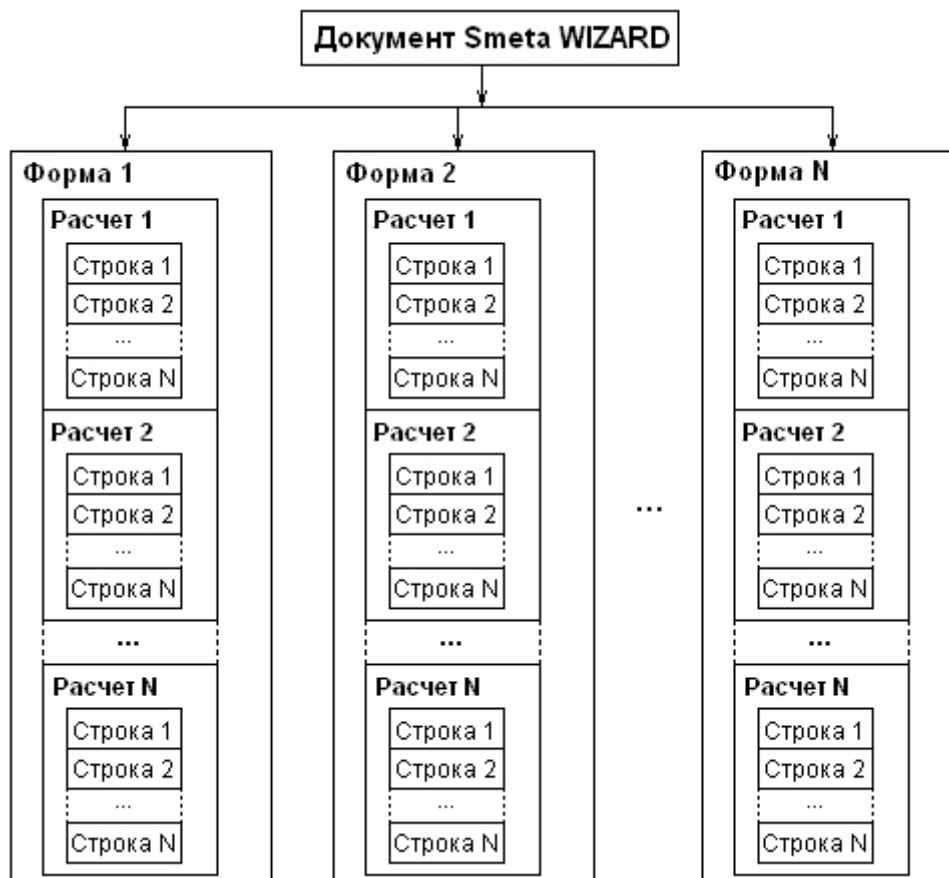 Документ Smeta WIZARD
Форма 1
Расчет 1
Строка 1
Строка 2
...
Строка N
Расчет 2
Строка 1
Строка 2
...
Строка N
...
Расчет N
Строка 1
Строка 2
...
Строка N
Форма 2
Расчет 1
Строка 1
Строка 2
...
Строка N
Расчет 2
Строка 1
Строка 2
...
Строка N
...
Расчет N
Строка 1
Строка 2
...
Строка N
...
Форма N
Расчет 1
Строка 1
Строка 2
...
Строка N
Расчет 2
Строка 1
Строка 2
...
Строка N
...
Расчет N
Строка 1
Строка 2
...
Строка N